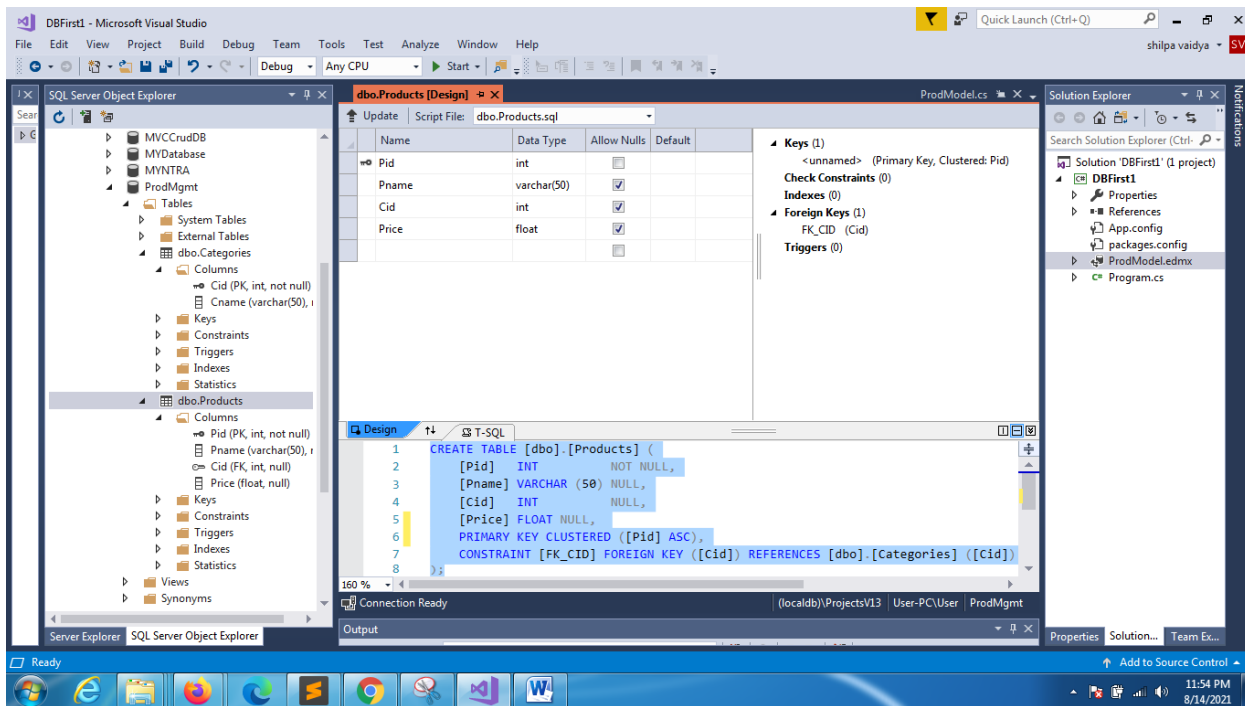 DBFirst1 - Microsoft Visual Studio
Quick Launch (Ctrl+Q)
File Edit View Project Build Debug Team Tools Test Analyze Window Help
shilpa vaidya SV
Debug Any CPU Start
SQL Server Object Explorer
MVCCrudDB
MYDatabase
MYNTRA
ProdMgmt
Tables
System Tables
External Tables
dbo.Categories
Columns
Cid (PK, int, not null)
Cname (varchar(50),
Keys
Constraints
Triggers
Indexes
Statistics
dbo.Products
Columns
Pid (PK, int, not null)
Pname (varchar(50),
Cid (FK, int, null)
Price (float, null)
Keys
Constraints
Triggers
Indexes
Statistics
Views
Synonyms
Server Explorer SQL Server Object Explorer
dbo.Products [Design] ProdModel.cs
Update Script File: dbo.Products.sql
Name Data Type Allow Nulls Default
Pid int
Pname varchar(50)
Cid int
Price float
Keys (1)
<unnamed> (Primary Key, Clustered: Pid)
Check Constraints (0)
Indexes (0)
Foreign Keys (1)
FK_CID (Cid)
Triggers (0)
Design T-SQL
1 CREATE TABLE [dbo].[Products] (
2 [Pid] INT NOT NULL,
3 [Pname] VARCHAR (50) NULL,
4 [Cid] INT NULL,
5 [Price] FLOAT NULL,
6 PRIMARY KEY CLUSTERED ([Pid] ASC),
7 CONSTRAINT [FK_CID] FOREIGN KEY ([Cid]) REFERENCES [dbo].[Categories] ([Cid])
8 );
160 %
Connection Ready (localdb)\ProjectsV13 User-PC\User ProdMgmt
Output
Solution Explorer
Search Solution Explorer (Ctrl-
Solution 'DBFirst1' (1 project)
DBFirst1
Properties
References
App.config
packages.config
ProdModel.edmx
Program.cs
Properties Solution... Team Ex...
Notifications
Ready
Add to Source Control
11:54 PM
8/14/2021